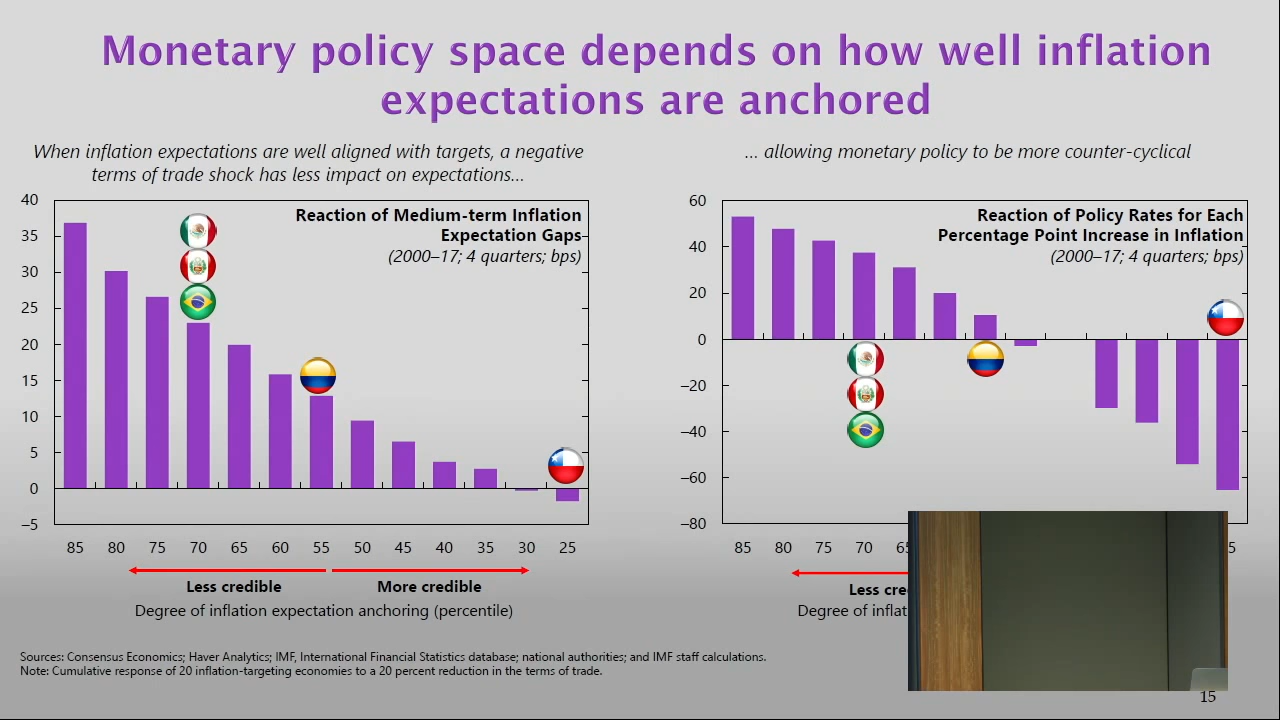 Monetary policy space depends on how well inflation
expectations are anchored
When inflation expectations are well aligned with targets, a negative
terms of trade shock has less impact on expectations...
40
35
30
25
20
15
10
5
0
−5
Reaction of Medium-term Inflation
Expectation Gaps
(2000–17; 4 quarters; bps)
85 80 75 70 65 60 55 50 45 40 35 30 25
Less credible More credible
Degree of inflation expectation anchoring (percentile)
... allowing monetary policy to be more counter-cyclical
60
40
20
0
−20
−40
−60
−80
Reaction of Policy Rates for Each
Percentage Point Increase in Inflation
(2000–17; 4 quarters; bps)
85 80 75 70
Less
Degree of
Sources: Consensus Economics; Haver Analytics; IMF, International Financial Statistics database; national authorities; and IMF staff calculations.
Note: Cumulative response of 20 inflation-targeting economies to a 20 percent reduction in the terms of trade.
15